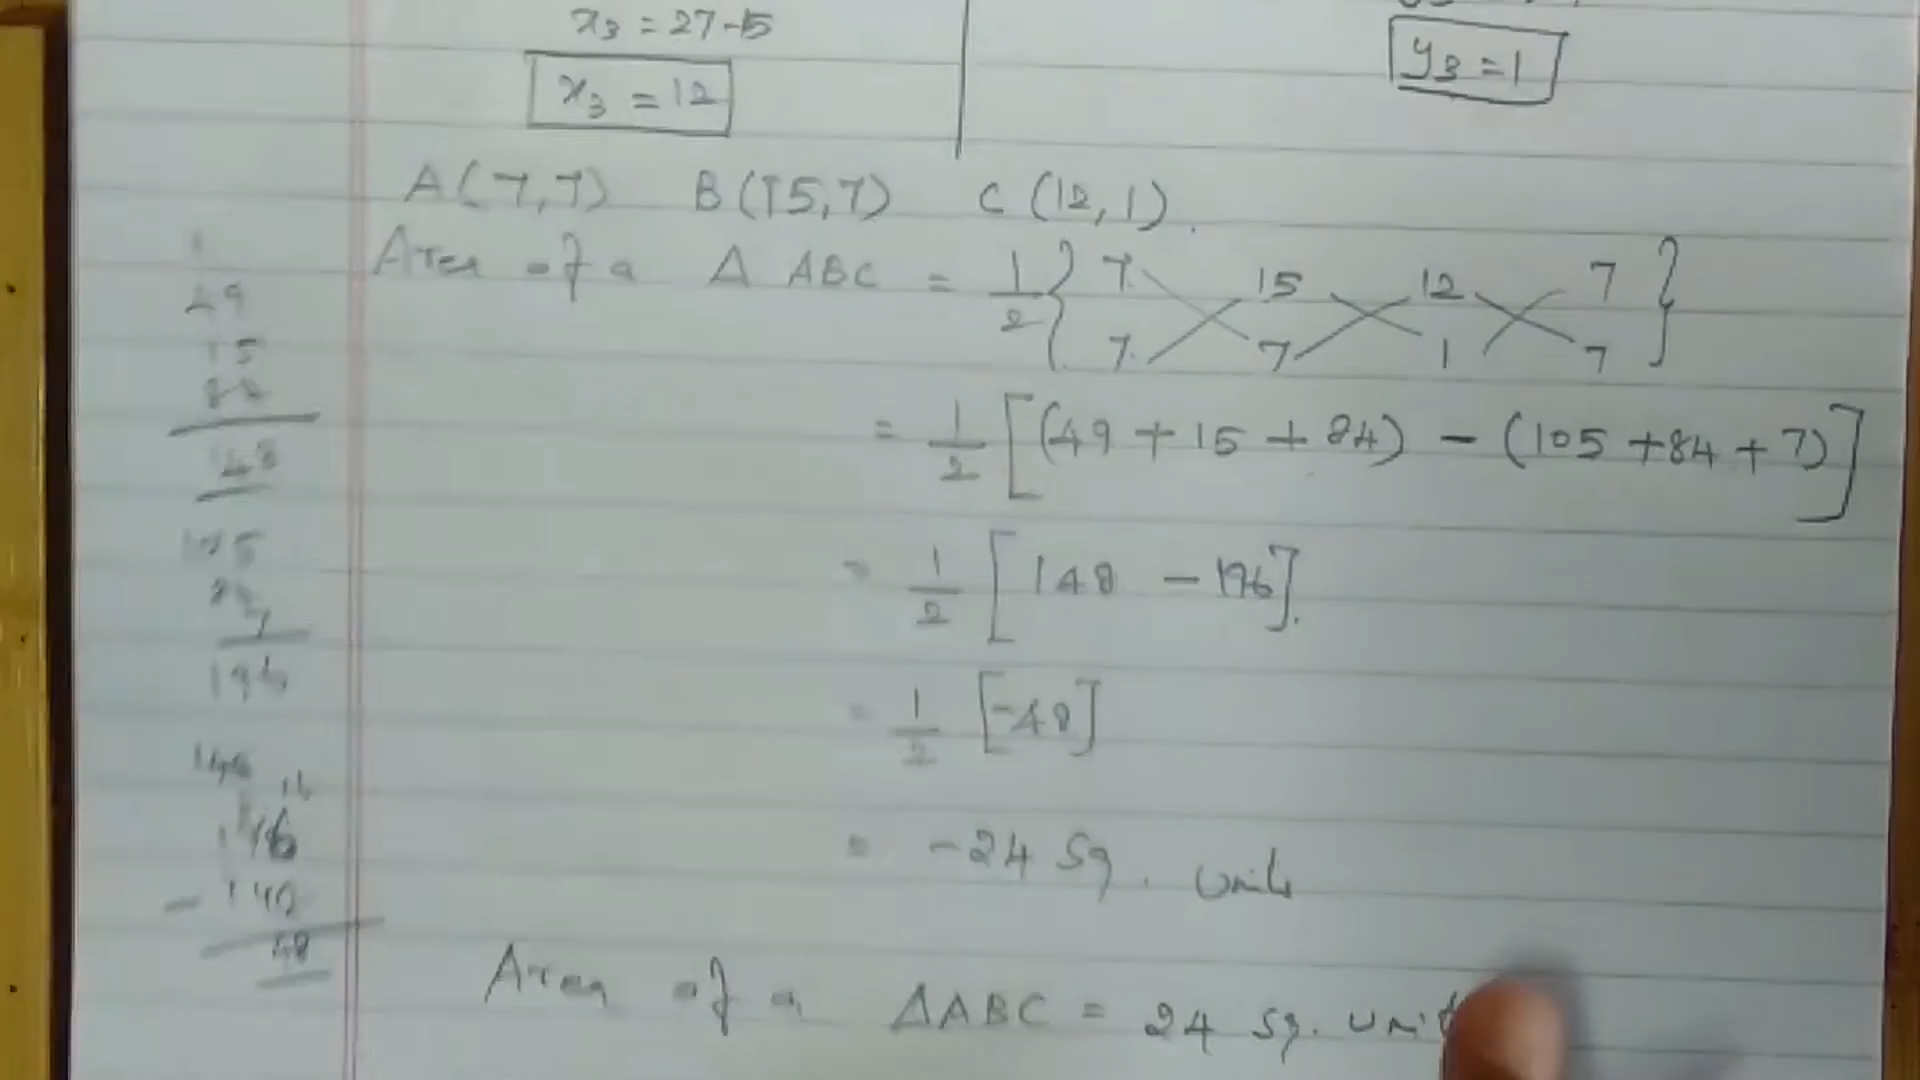 x₃ = 27-15
x₃ = 12
y₃ = 1
A(7,7) B(15,7) C(12,1).
Area of a Δ ABC = 1/2 { 7 15 12 7
7 7 1 7 }
= 1/2 [(49 + 15 + 84) - (105 + 84 + 7)]
= 1/2 [148 - 196].
= 1/2 [-48]
= -24 Sq. units
Area of a ΔABC = 24 Sq. unit
1
49
15
84
148
105
84
7
196
- 148
48